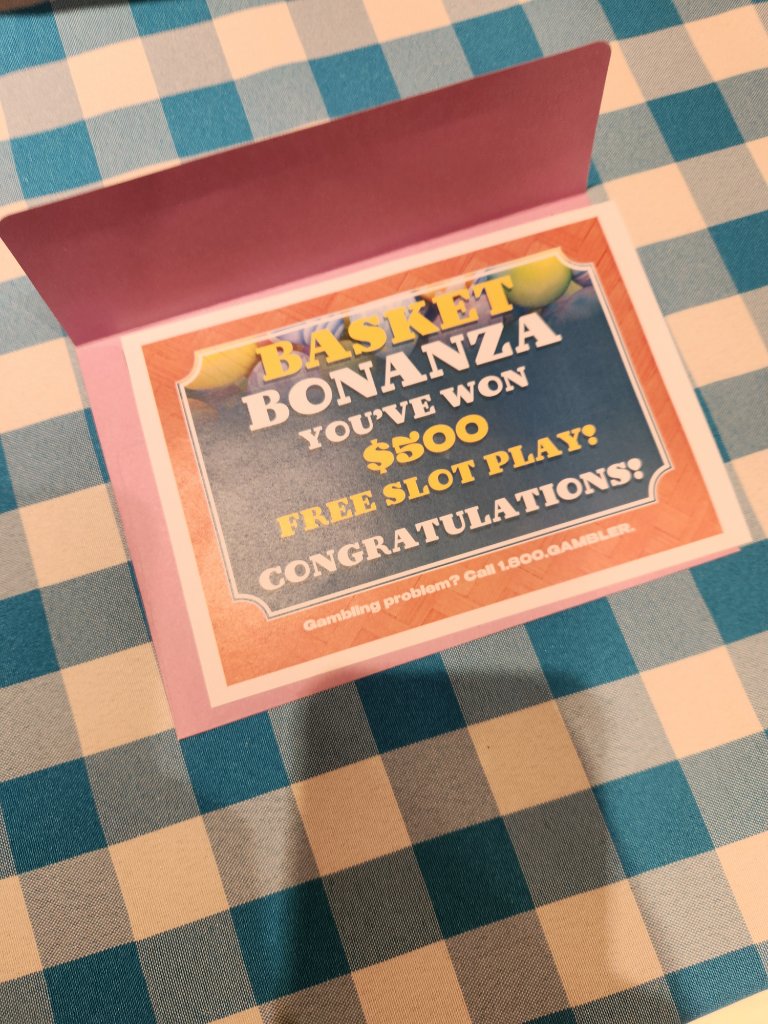 BASKET
BONANZA
YOU'VE WON
$500
FREE SLOT PLAY!
CONGRATULATIONS!
Gambling problem? Call 1.800.GAMBLER.